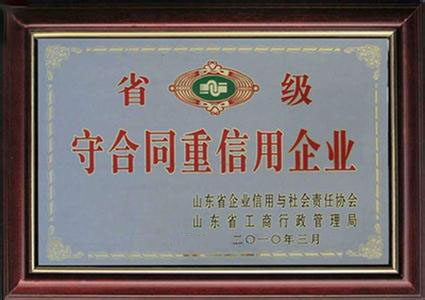 省 级
守合同重信用企业
山东省企业信用与社会责任协会
山东省工商行政管理局
二〇一〇年三月